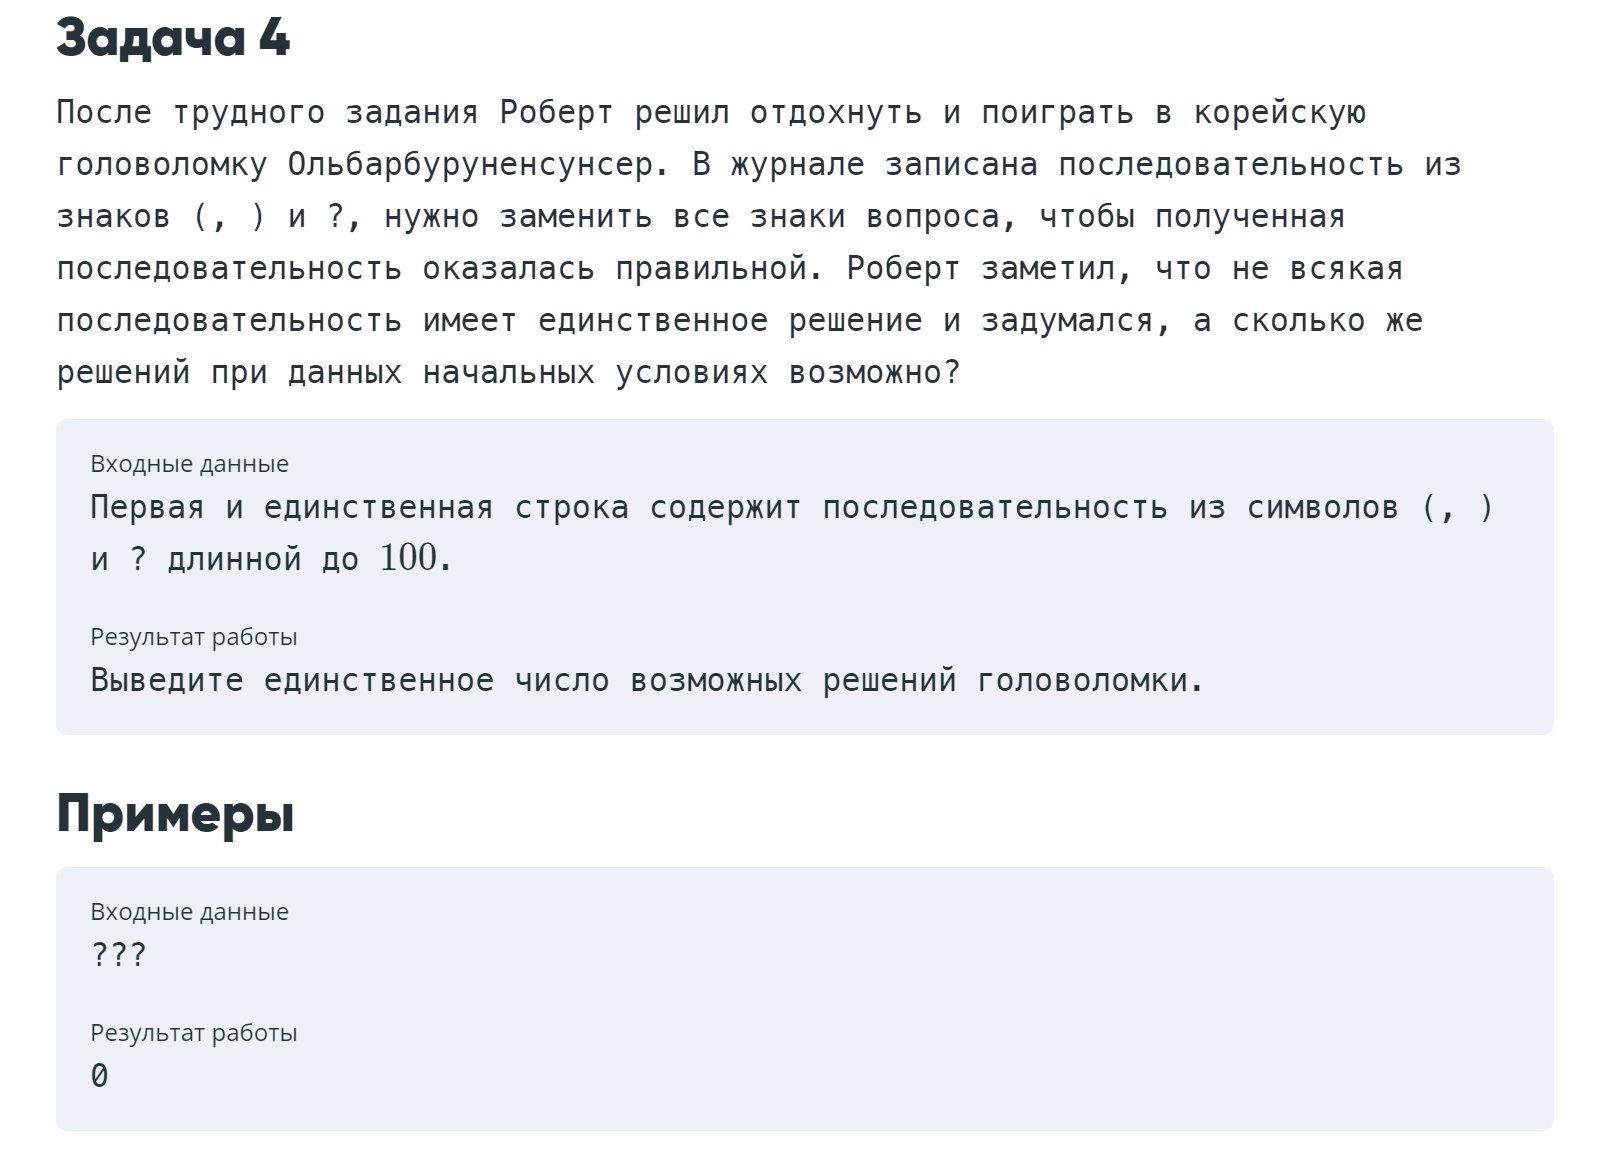 Задача 4
После трудного задания Роберт решил отдохнуть и поиграть в корейскую
головоломку Ольбарбуруненсунсер. В журнале записана последовательность из
знаков (, ) и ?, нужно заменить все знаки вопроса, чтобы полученная
последовательность оказалась правильной. Роберт заметил, что не всякая
последовательность имеет единственное решение и задумался, а сколько же
решений при данных начальных условиях возможно?
Входные данные
Первая и единственная строка содержит последовательность из символов (, )
и ? длинной до 100.
Результат работы
Выведите единственное число возможных решений головоломки.
Примеры
Входные данные
???
Результат работы
0